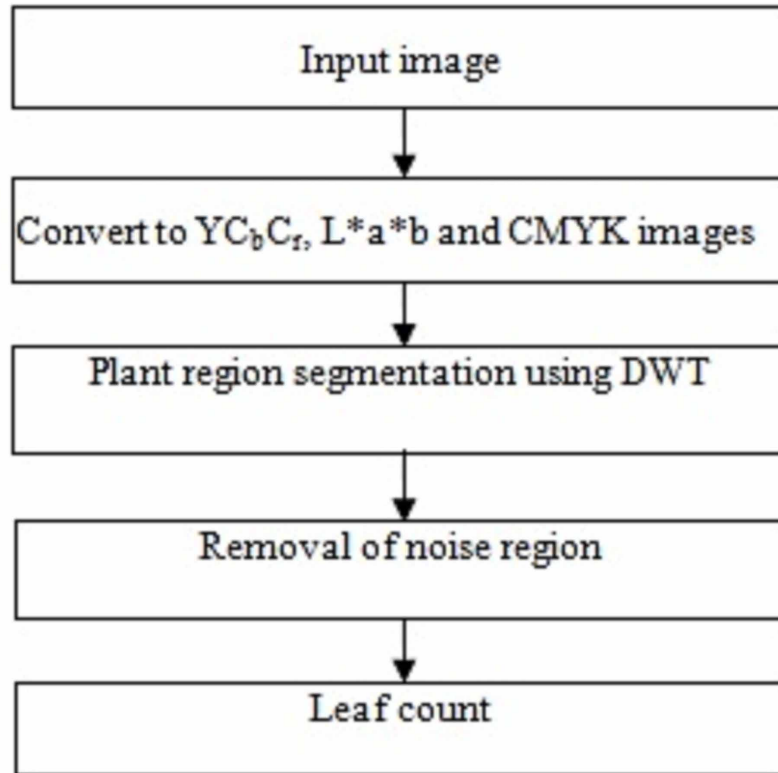 Input image
Convert to YCbCr, L*a*b and CMYK images
Plant region segmentation using DWT
Removal of noise region
Leaf count